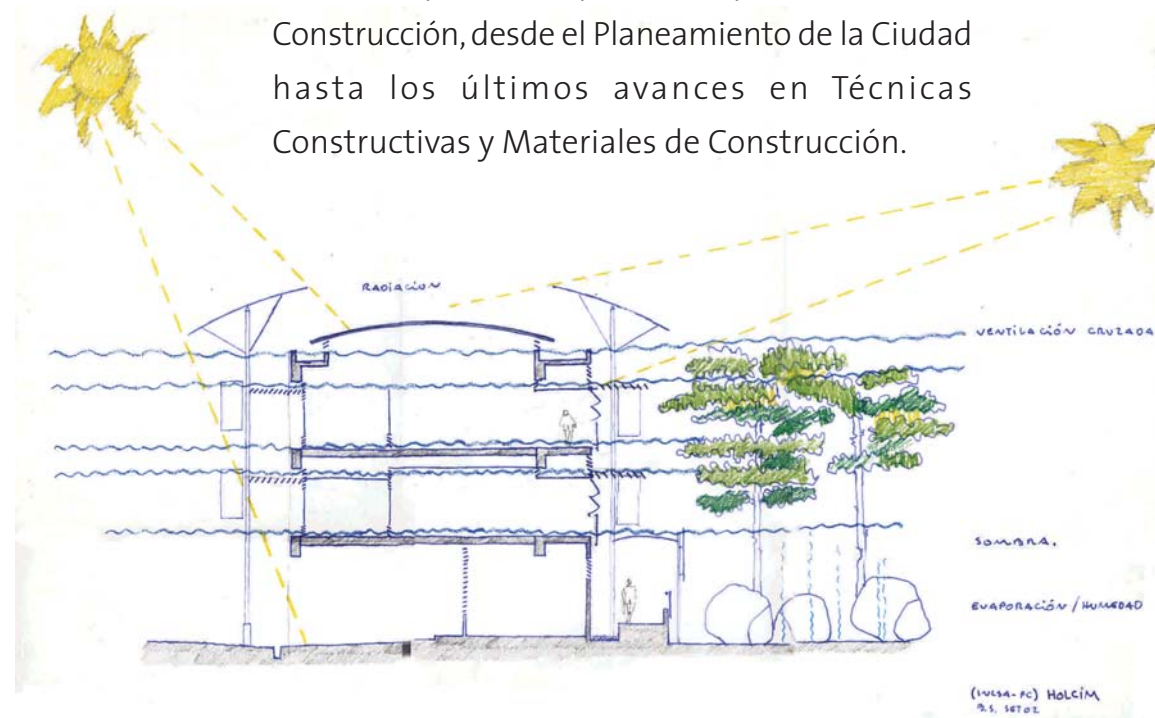 Construcción, desde el Planeamiento de la Ciudad
hasta los últimos avances en Técnicas
Constructivas y Materiales de Construcción.
RADIACION
VENTILACIÓN CRUZADA
SOMBRA.
EVAPORACIÓN / HUMEDAD
HOLCIM